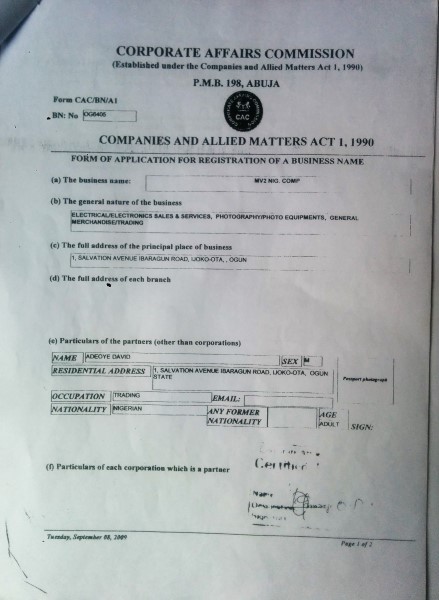 CORPORATE AFFAIRS COMMISSION
(Established under the Companies and Allied Matters Act 1, 1990)
P.M.B. 198, ABUJA
Form CAC/BN/A1
BN: No OG8406
CAC
COMPANIES AND ALLIED MATTERS ACT 1, 1990
FORM OF APPLICATION FOR REGISTRATION OF A BUSINESS NAME
(a) The business name: MV2 NIG. COMP
(b) The general nature of the business
ELECTRICAL/ELECTRONICS SALES & SERVICES, PHOTOGRAPHY/PHOTO EQUIPMENTS, GENERAL
MERCHANDISE/TRADING
(c) The full address of the principal place of business
1, SALVATION AVENUE IBARAGUN ROAD, IJOKO-OTA, , OGUN
(d) The full address of each branch
(e) Particulars of the partners (other than corporations)
NAME ADEOYE DAVID SEX M
RESIDENTIAL ADDRESS 1, SALVATION AVENUE IBARAGUN ROAD, IJOKO-OTA, OGUN
STATE
Passport photograph
OCCUPATION TRADING EMAIL:
NATIONALITY NIGERIAN ANY FORMER
NATIONALITY
AGE
ADULT
SIGN:
(f) Particulars of each corporation which is a partner
Tuesday, September 08, 2009
Page 1 of 2